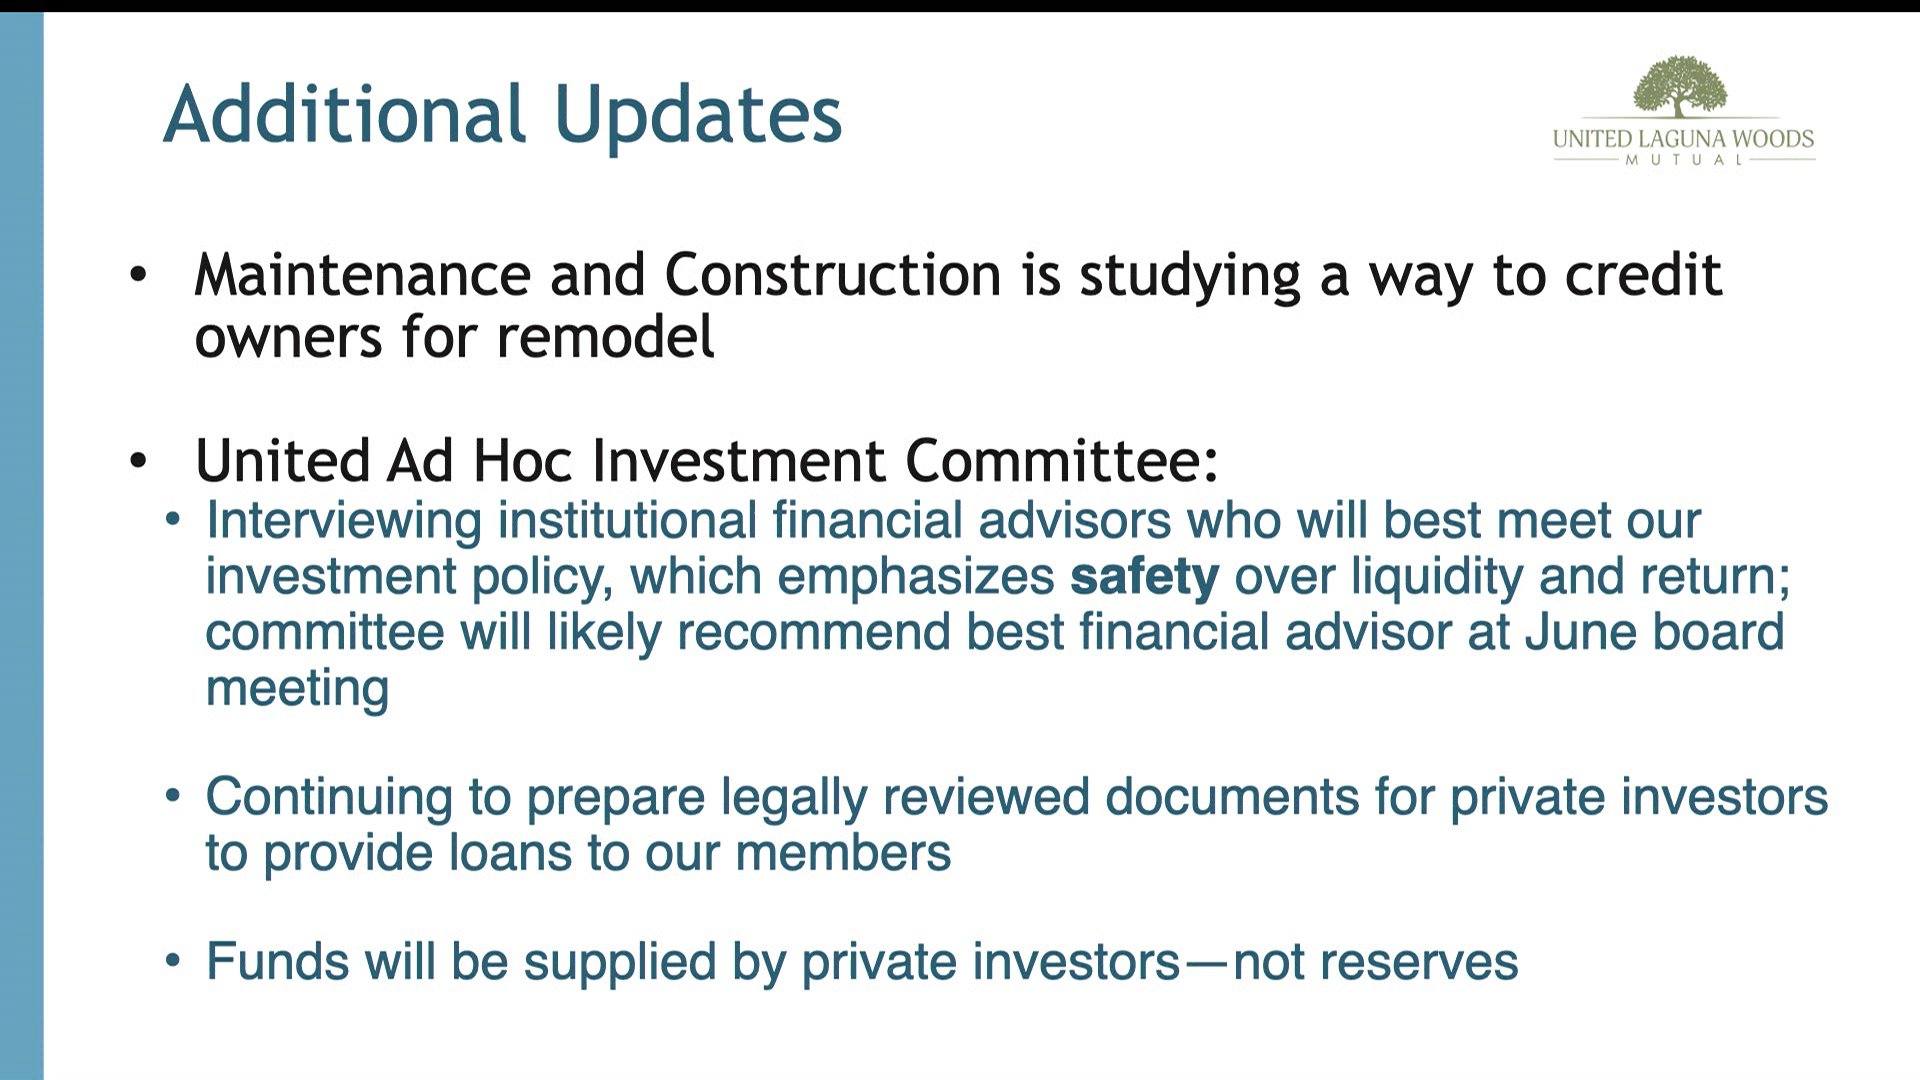 Additional Updates
UNITED LAGUNA WOODS
MUTUAL
• Maintenance and Construction is studying a way to credit
owners for remodel
• United Ad Hoc Investment Committee:
• Interviewing institutional financial advisors who will best meet our
investment policy, which emphasizes safety over liquidity and return;
committee will likely recommend best financial advisor at June board
meeting
• Continuing to prepare legally reviewed documents for private investors
to provide loans to our members
• Funds will be supplied by private investors—not reserves